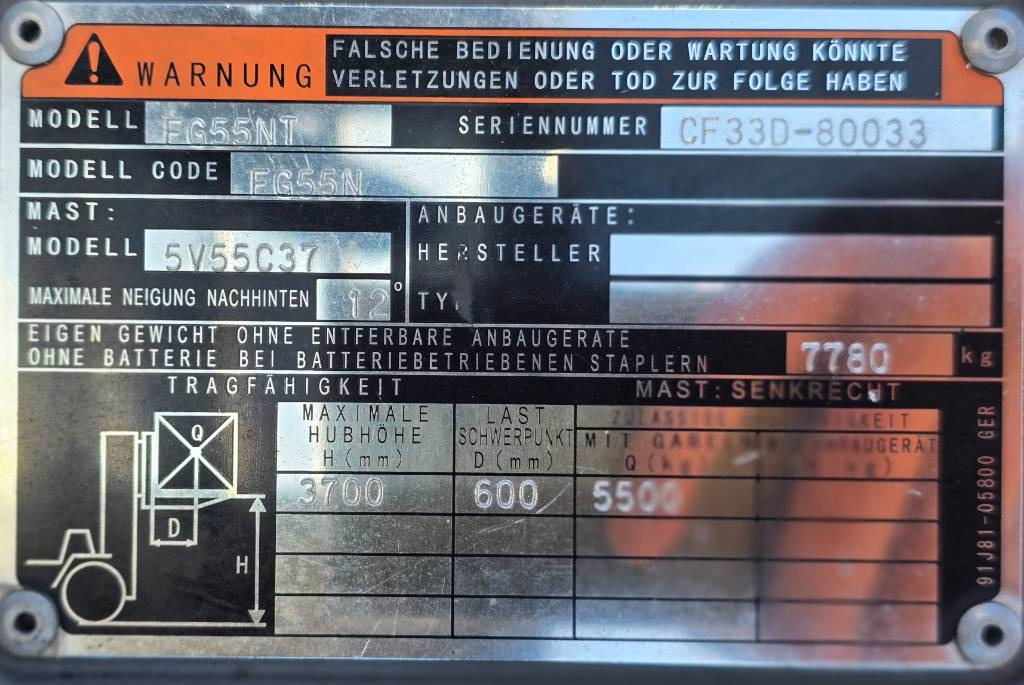 WARNUNG
FALSCHE BEDIENUNG ODER WARTUNG KÖNNTE
VERLETZUNGEN ODER TOD ZUR FOLGE HABEN
MODELL FG55NT SERIENNUMMER CF33D-80033
MODELL CODE FG55N
MAST: ANBAUGERÄTE:
MODELL 5V55C37 HERSTELLER
MAXIMALE NEIGUNG NACHHINTEN 12°
EIGEN GEWICHT OHNE ENTFERBARE ANBAUGERATE
OHNE BATTERIE BEI BATTERIEBETRIEBENEN STAPLERN 7780 kg
TRAGFÄHIGKEIT MAST: SENKRECHT
MAXIMALE
HUBHÖHE
H (mm)
LAST
SCHWERPUNKT
D (mm)
MIT
Q
3700 600 5500
Q
D
H
91J81-05800 GER